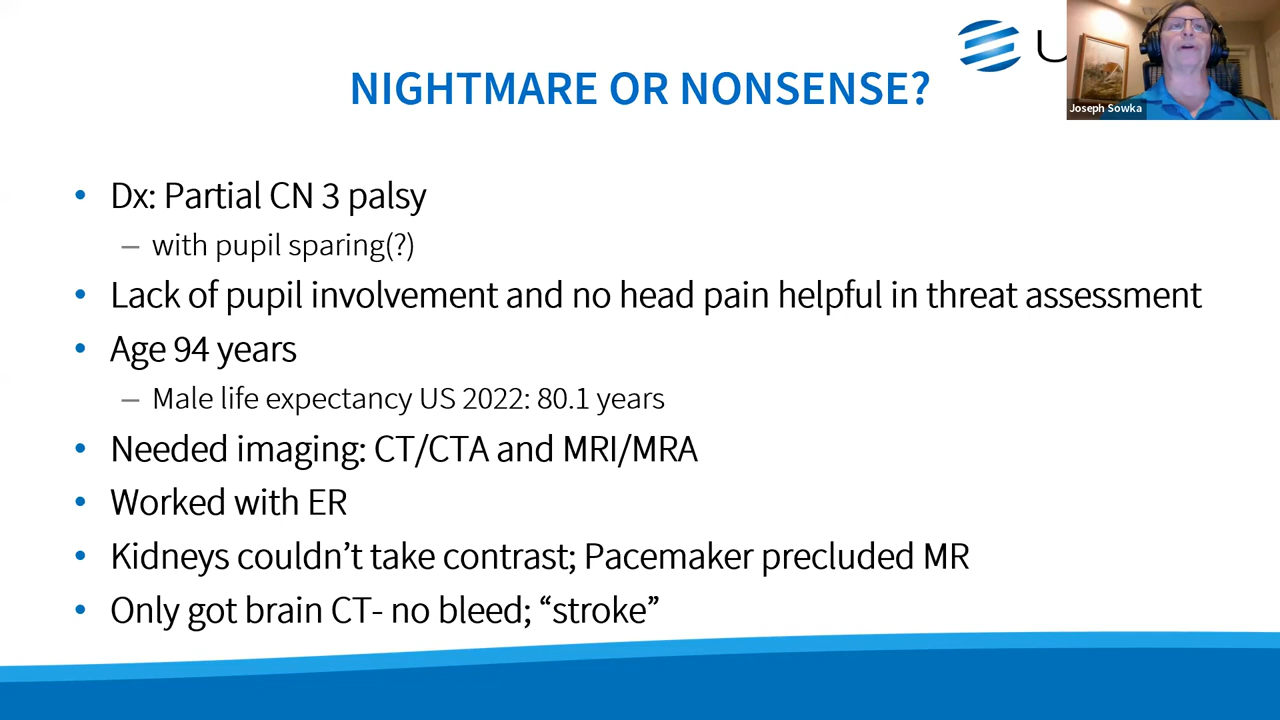 NIGHTMARE OR NONSENSE?
U
Joseph Sowka
• Dx: Partial CN 3 palsy
– with pupil sparing(?)
• Lack of pupil involvement and no head pain helpful in threat assessment
• Age 94 years
– Male life expectancy US 2022: 80.1 years
• Needed imaging: CT/CTA and MRI/MRA
• Worked with ER
• Kidneys couldn’t take contrast; Pacemaker precluded MR
• Only got brain CT- no bleed; “stroke”